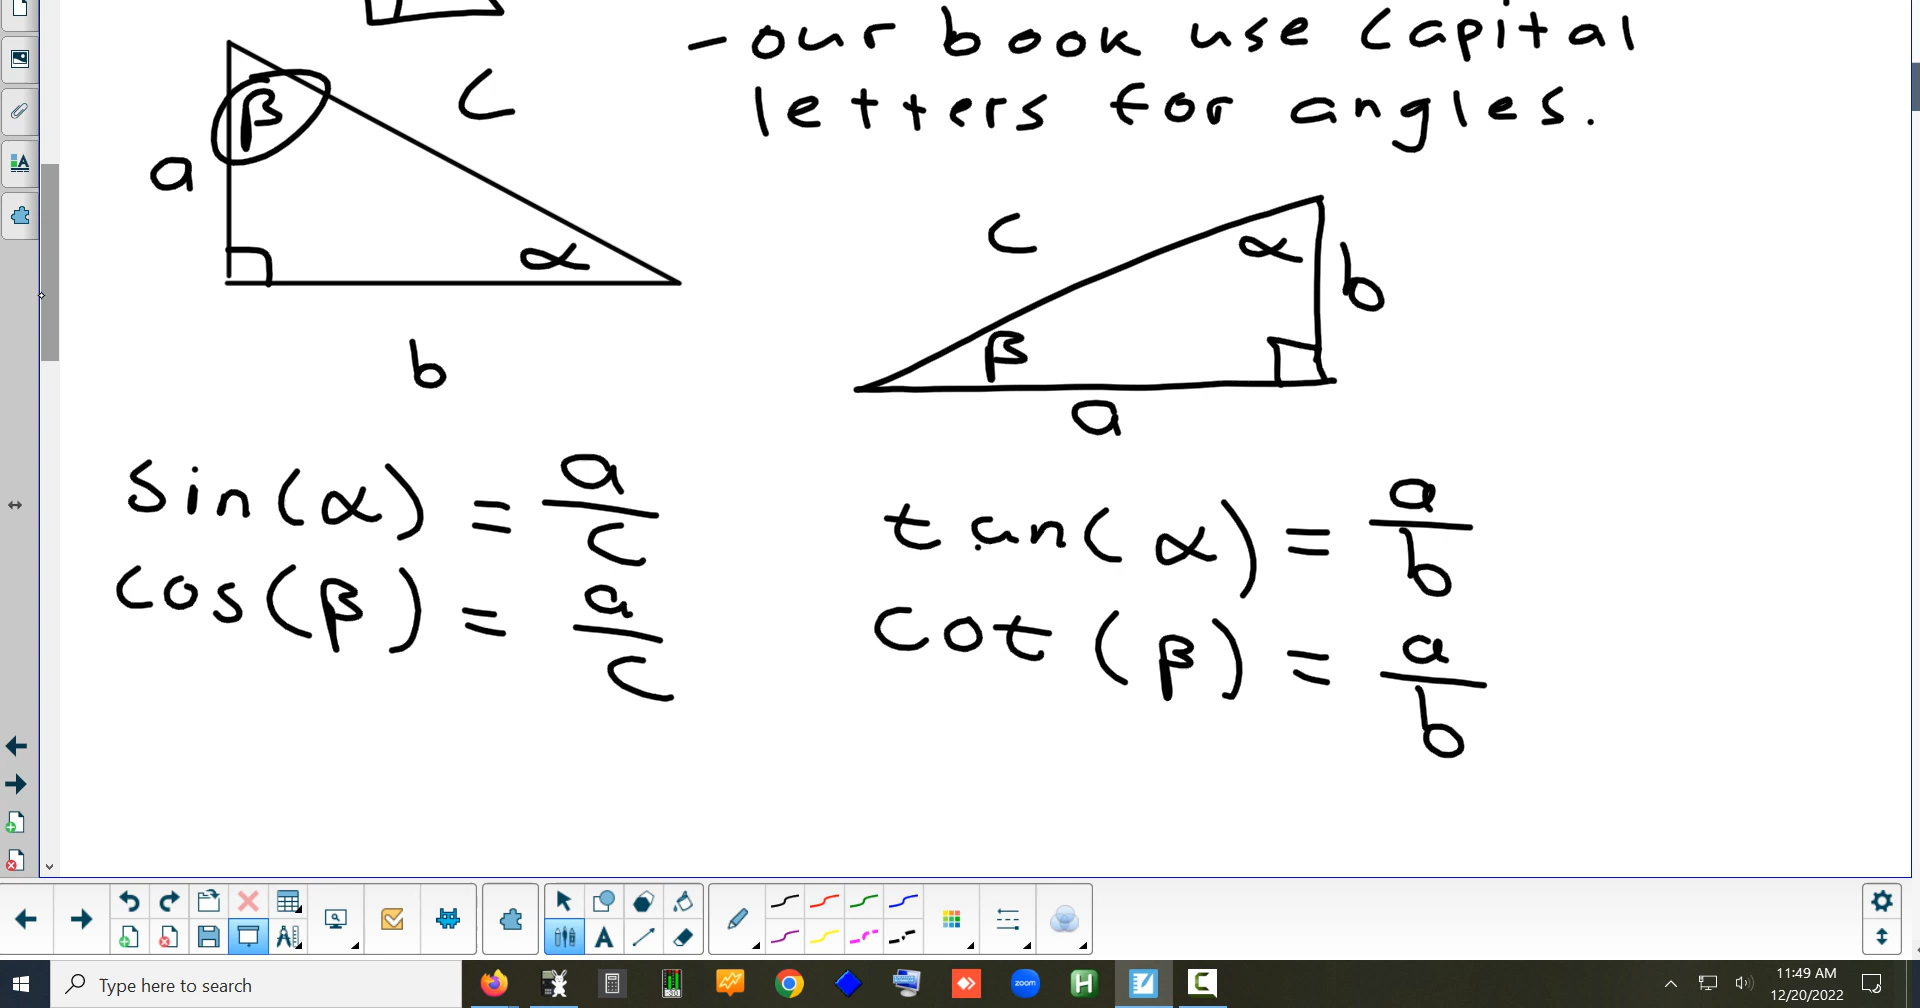 - our book use capital
letters for angles.
β
c
a
α
b
c
α
b
β
a
sin(α) = a/c
cos(β) = a/c
tan(α) = a/b
cot(β) = a/b
Type here to search
zoom
11:49 AM
12/20/2022